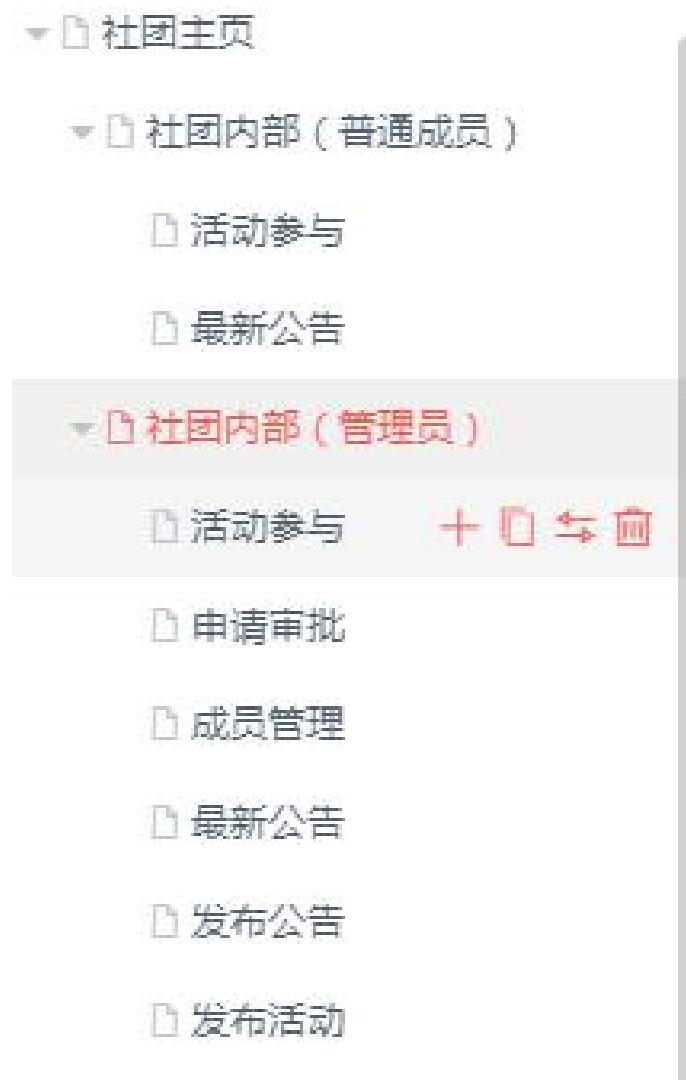 社团主页
社团内部（普通成员）
活动参与
最新公告
社团内部（管理员）
活动参与
申请审批
成员管理
最新公告
发布公告
发布活动